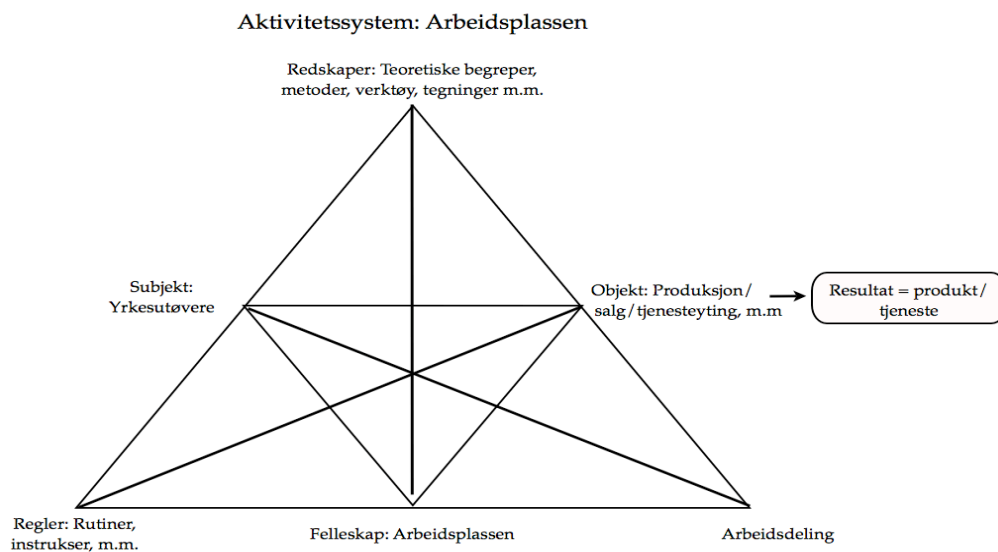 Aktivitetssystem: Arbeidsplassen
Redskaper: Teoretiske begreper,
metoder, verktøy, tegninger m.m.
Subjekt:
Yrkesutøvere
Objekt: Produksjon/
salg/tjenesteyting, m.m
Resultat = produkt/
tjeneste
Regler: Rutiner,
instrukser, m.m.
Felleskap: Arbeidsplassen
Arbeidsdeling